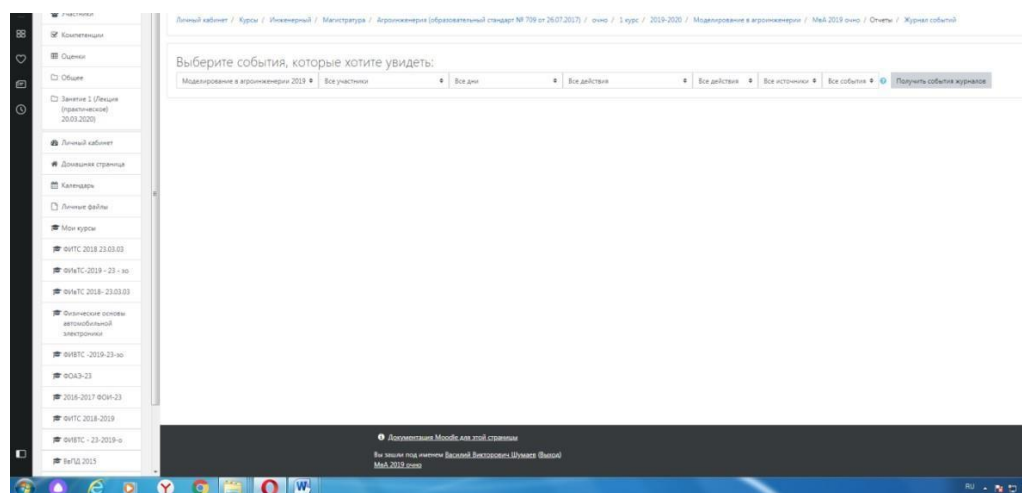 Участники
Личный кабинет / Курсы / Инженерный / Магистратура / Агроинженерия (образовательный стандарт № 709 от 26.07.2017) / очно / 1 курс / 2019-2020 / Моделирование в агроинженерии / МвА 2019 очно / Отчеты / Журнал событий
Компетенции
Оценки
Общее
Занятие 1 (Лекция
(практическое)
20.03.2020)
Личный кабинет
Домашняя страница
Календарь
Личные файлы
Мои курсы
ФИТС 2018 23.03.03
ФИвТС-2019 - 23 - зо
ФИвТС 2018- 23.03.03
Физические основы
автомобильной
электроники
ФИВТС -2019-23-зо
ФОАЭ-23
2016-2017 ФОИ-23
ФИТС 2018-2019
ФИВТС - 23-2019-о
ВвПД 2015
Выберите события, которые хотите увидеть:
Моделирование в агроинженерии 2019 Все участники Все дни Все действия Все действия Все источники Все события Получить события журналов
Документация Moodle для этой страницы
Вы зашли под именем Василий Викторович Шумаев (Выход)
МвА 2019 очно
RU